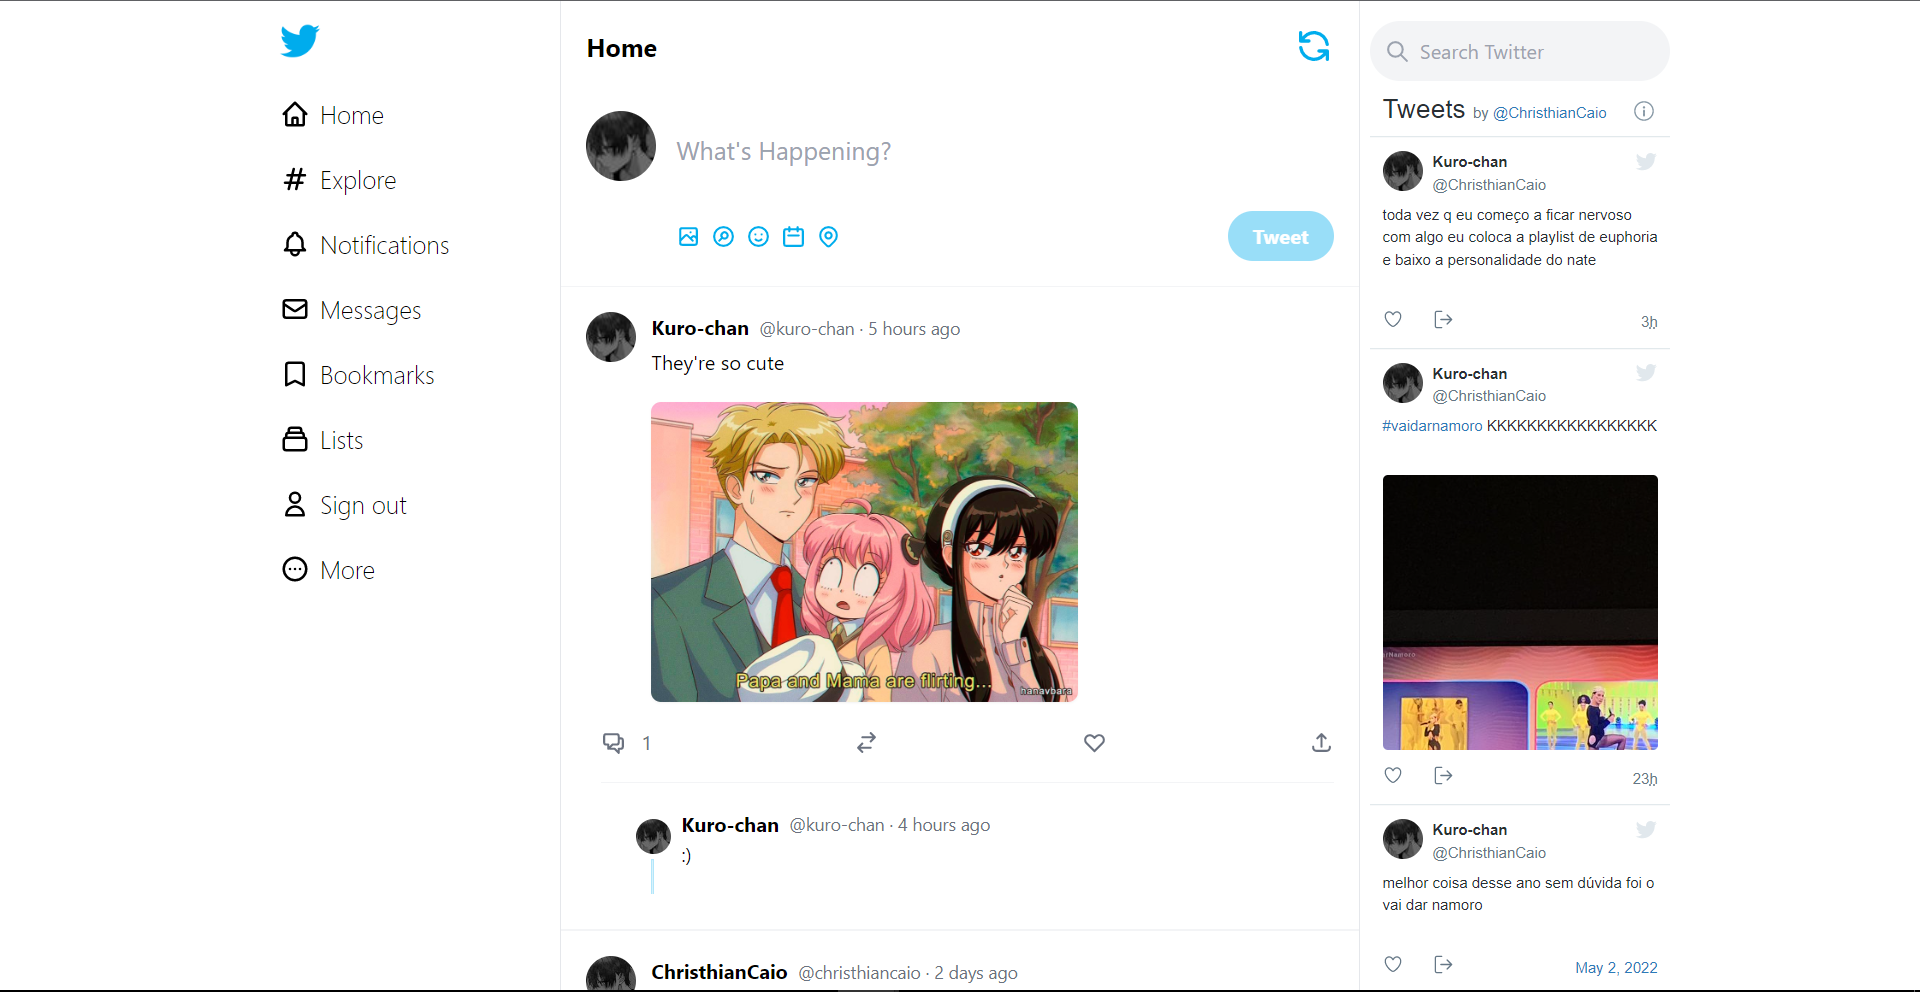 Home
Explore
Notifications
Messages
Bookmarks
Lists
Sign out
More
Home
What's Happening?
Tweet
Kuro-chan @kuro-chan · 5 hours ago
They're so cute
Papa and Mama are flirting...
hanavbara
1
Kuro-chan @kuro-chan · 4 hours ago
:)
ChristhianCaio @christhiancaio · 2 days ago
Search Twitter
Tweets by @ChristhianCaio
Kuro-chan
@ChristhianCaio
toda vez q eu começo a ficar nervoso
com algo eu coloca a playlist de euphoria
e baixo a personalidade do nate
3h
Kuro-chan
@ChristhianCaio
#vaidarnamoro KKKKKKKKKKKKKKKKK
23h
Kuro-chan
@ChristhianCaio
melhor coisa desse ano sem dúvida foi o
vai dar namoro
May 2, 2022